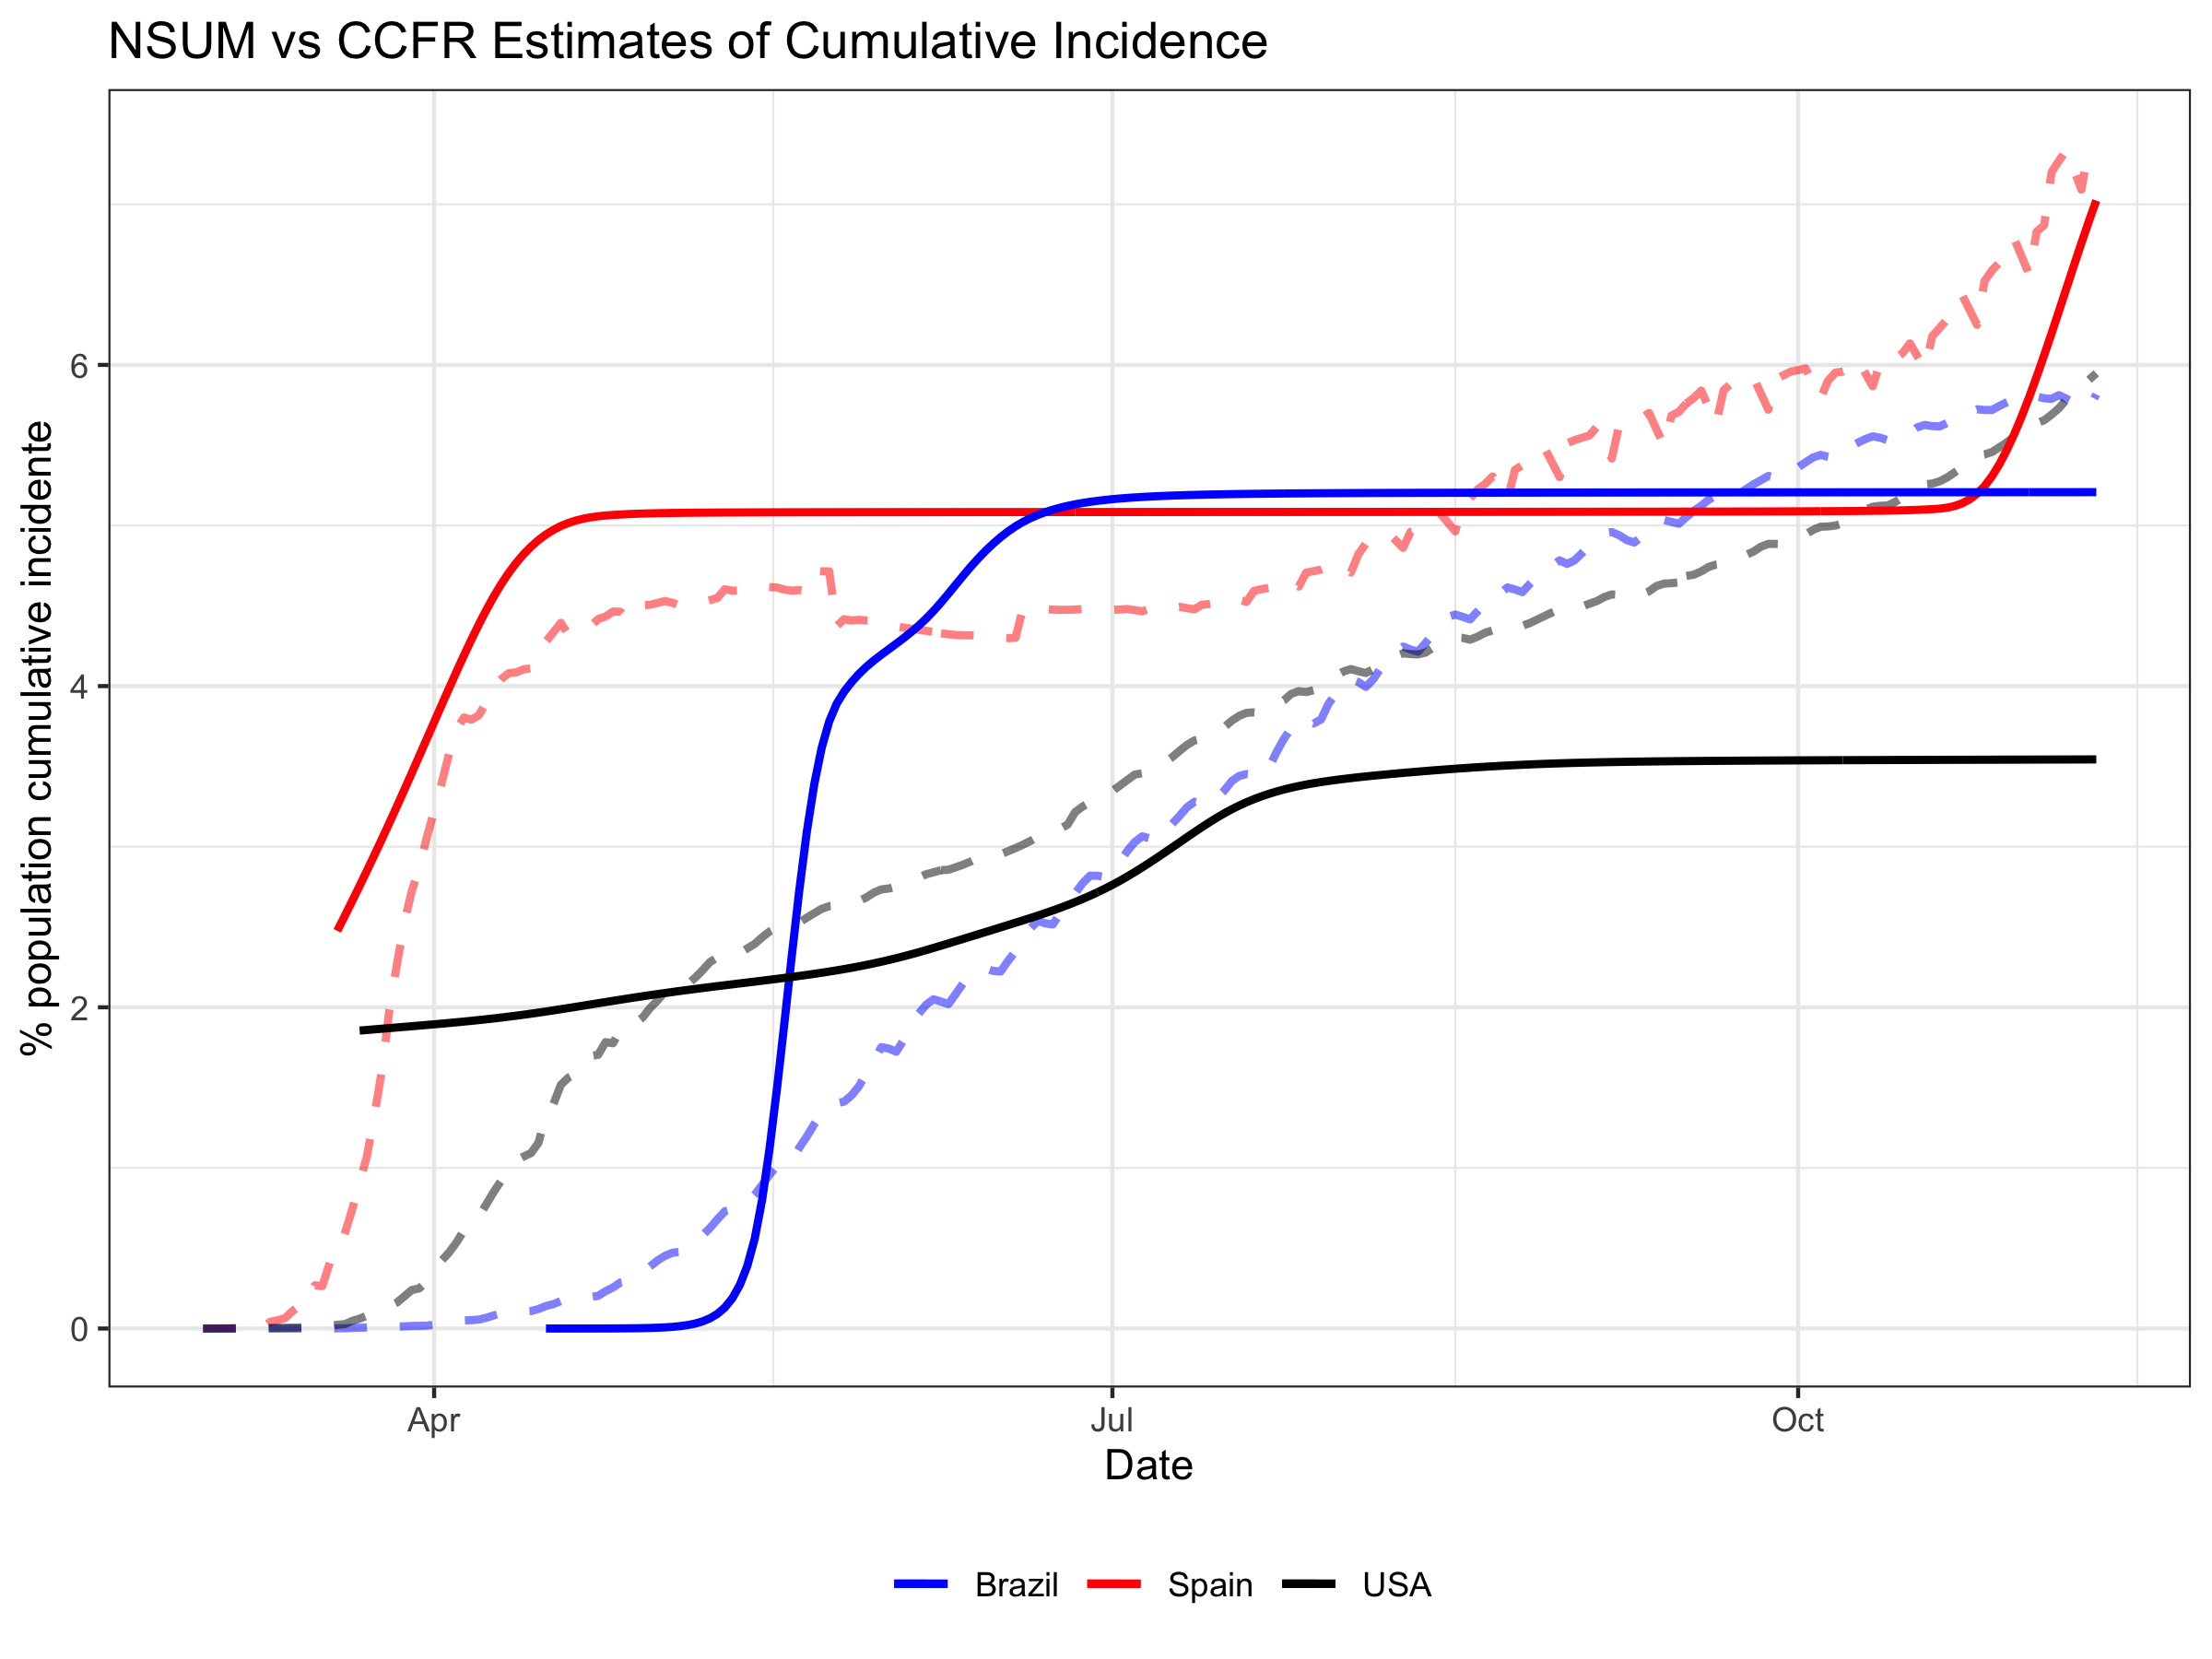 NSUM vs CCFR Estimates of Cumulative Incidence
% population cumulative incidente
6
4
2
0
Apr Jul Oct
Date
Brazil Spain USA